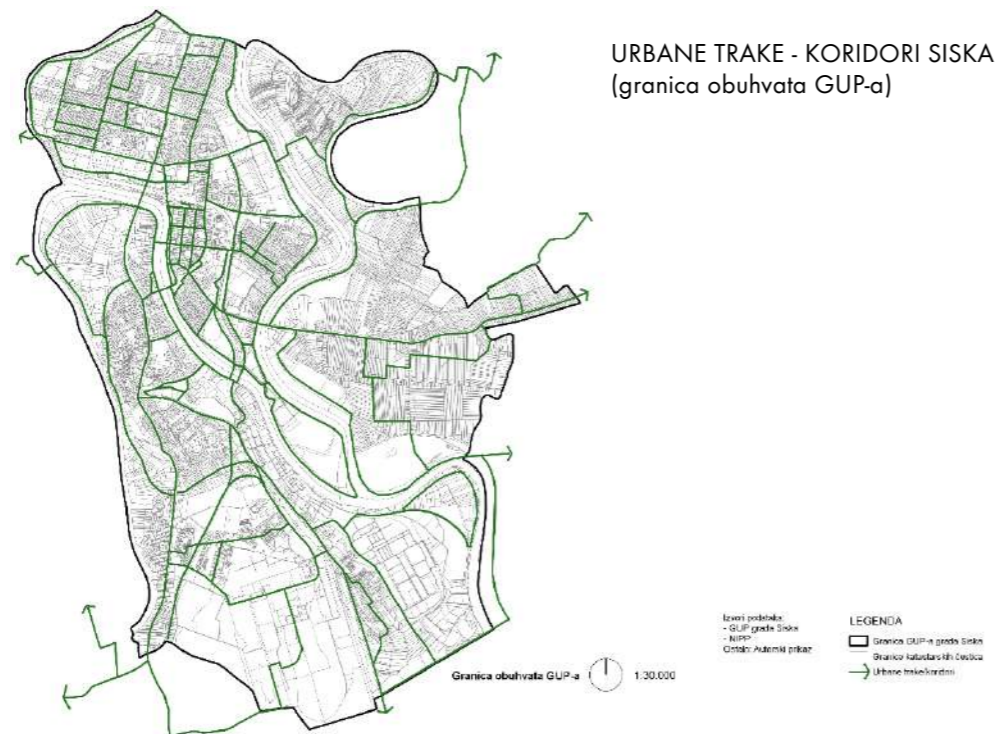 URBANE TRAKE - KORIDORI SISKA
(granica obuhvata GUP-a)
Izvori podataka:
- GUP grada Siska
- NIPP
Ostalo: Autorski prikaz
LEGENDA
Granica GUP-a grada Siska
Granice katastarskih čestica
Urbane trake/koridori
Granica obuhvata GUP-a
1:30.000